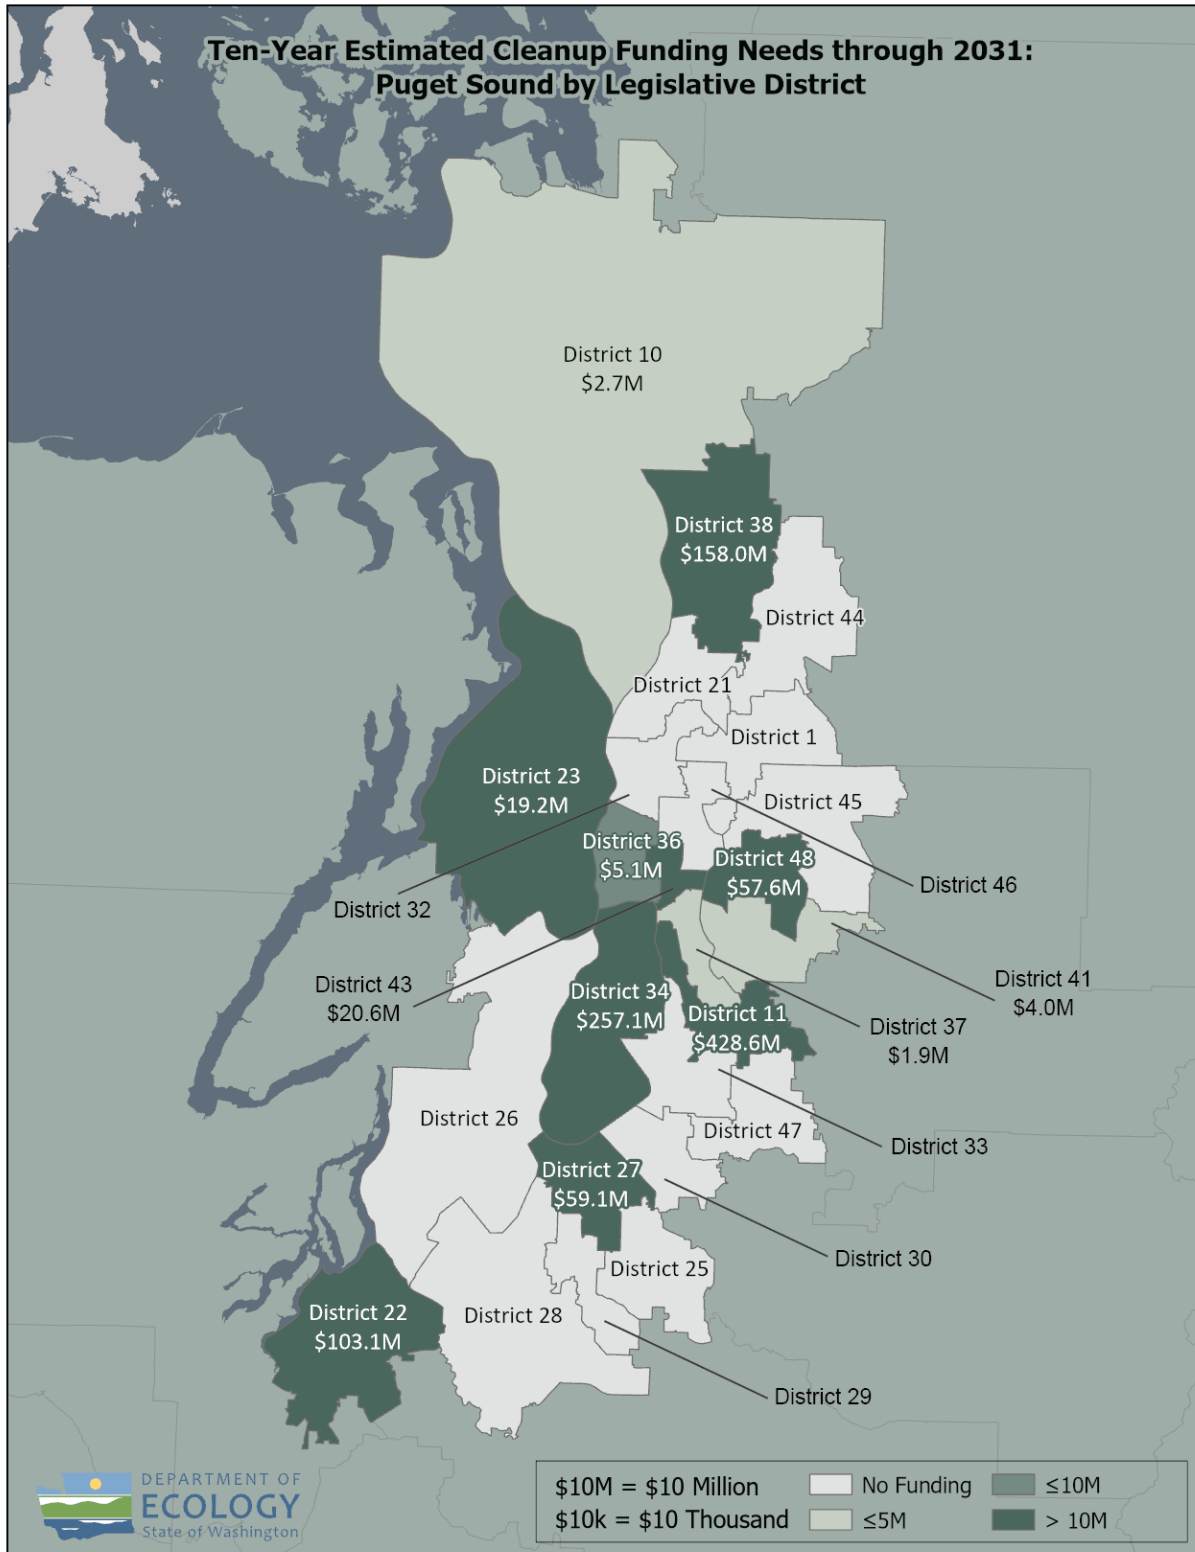 Ten-Year Estimated Cleanup Funding Needs through 2031:
Puget Sound by Legislative District
District 10
$2.7M
District 38
$158.0M
District 44
District 21
District 1
District 23
$19.2M
District 45
District 36
$5.1M
District 48
$57.6M
District 46
District 32
District 43
$20.6M
District 34
$257.1M
District 11
$428.6M
District 41
$4.0M
District 37
$1.9M
District 26
District 47
District 33
District 27
$59.1M
District 30
District 25
District 22
$103.1M
District 28
District 29
DEPARTMENT OF
ECOLOGY
State of Washington
$10M = $10 Million
$10k = $10 Thousand
No Funding
≤5M
≤10M
> 10M